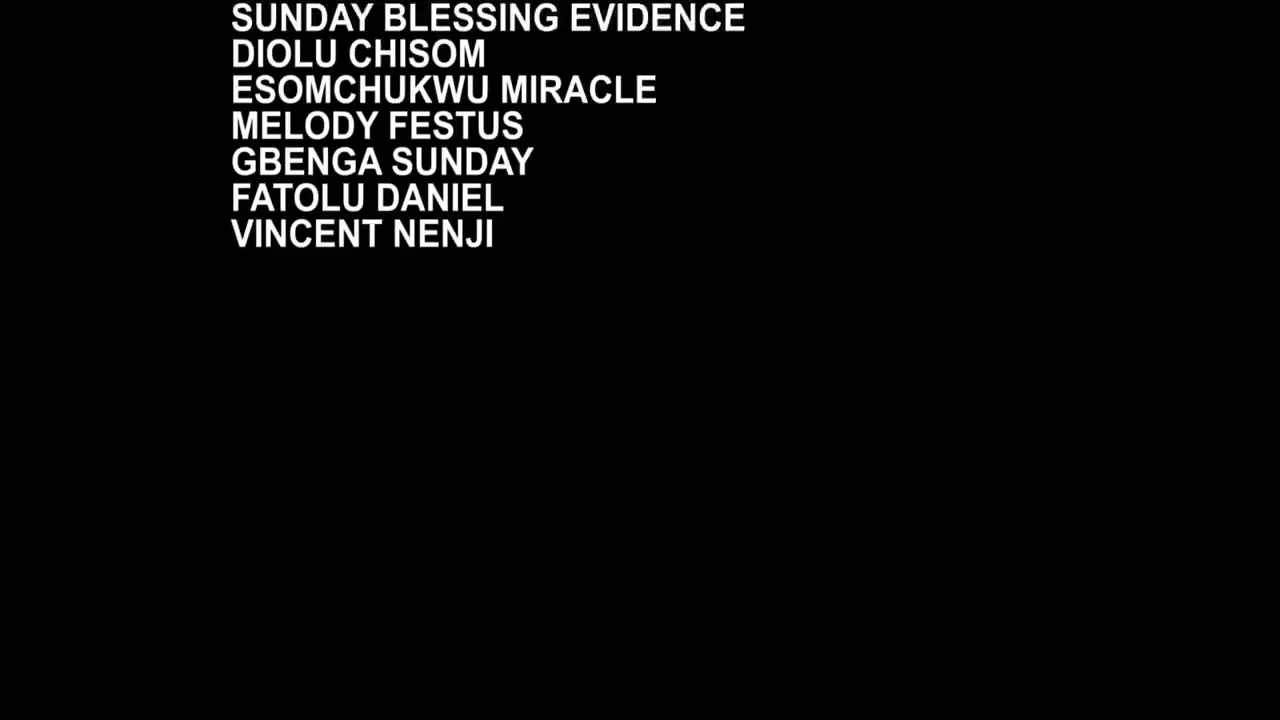 SUNDAY BLESSING EVIDENCE
DIOLU CHISOM
ESOMCHUKWU MIRACLE
MELODY FESTUS
GBENGA SUNDAY
FATOLU DANIEL
VINCENT NENJI